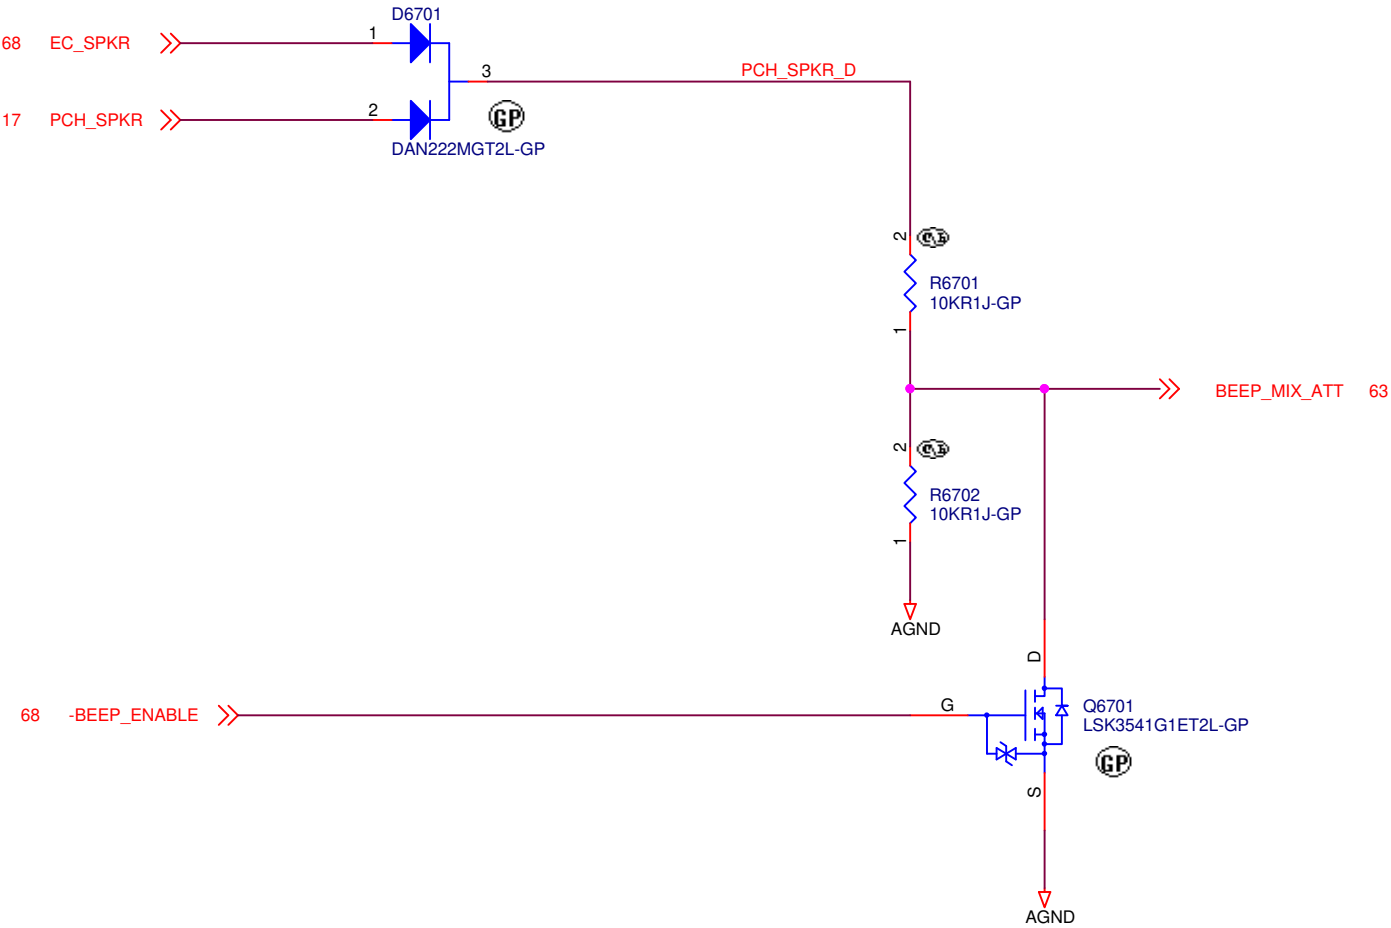 D6701
68 EC_SPKR 1
3 PCH_SPKR_D
17 PCH_SPKR 2
GP
DAN222MGT2L-GP
2
R6701
10KR1J-GP
1
BEEP_MIX_ATT 63
2
R6702
10KR1J-GP
1
AGND
D
68 -BEEP_ENABLE G
Q6701
LSK3541G1ET2L-GP
GP
S
AGND